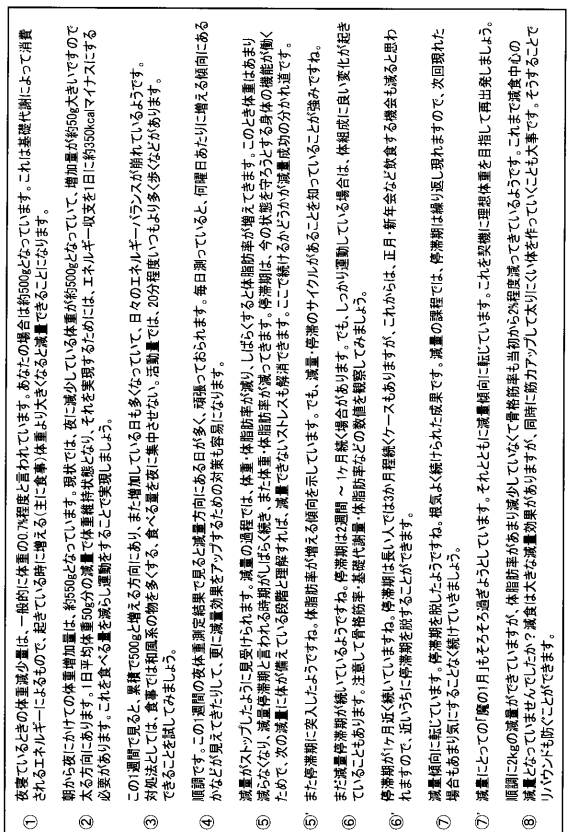 ① 夜寝ているときの体重減少量は、一般的に体重の0.7%程度と言われています。あなたの場合は約500gとなっています。これは基礎代謝によって消費
されるエネルギーによるもので、起きている時に増える(主に食事)体重より大きくなると減量できることになります。
② 朝から夜にかけての体重増加量は、約550gとなっています。現状では、夜に減少している体重が約500gとなっていて、増加量が約50g大きいですので
太る方向にあります。1日平均体重50g分の減量で体重維持状態となり、それを実現するためには、エネルギー収支を1日に約350kcalマイナスにする
必要があります。これを食べる量を減らし運動をすることで実現しましょう。
③ この1週間で見ると、累積で500gと増える方向にあり、また増加している日も多くなっていて、日々のエネルギーバランスが崩れているようです。
対処法としては、食事では和風系の物を多くする、食べる量を夜に集中させない。活動量では、20分程度いつもより多く歩くなどがあります。
できることを試してみましょう。
④ 順調です。この1週間の夜体重測定結果で見ると減量方向にある日が多く、頑張っておられます。毎日測っていると、何曜日あたりに増える傾向にある
かなどが見えてきたりして、更に減量効果をアップするための対策も容易になります。
⑤ 減量がストップしたように見受けられます。減量の過程では、体重・体脂肪率が減り、しばらくすると体脂肪率が増えてきます。このとき体重はあまり
減らなくなり、減量停滞期と言われる時期がしばらく続き、また体重・体脂肪率が減ってきます。停滞期は、今の状態を守ろうとする身体の機能が働く
ためで、次の減量に体が備えている段階と理解すれば、減量できないストレスも解消できます。ここで続けるかどうかが減量成功の分かれ道です。
⑤' また停滞期に突入したようですね。体脂肪率が増える傾向を示しています。でも、減量・停滞のサイクルがあることを知っていることが強みですね。
⑥ まだ減量停滞期が続いているようですね。停滞期は2週間 ~ 1ヶ月続く場合があります。でも、しっかり運動している場合は、体組成に良い変化が起き
ていることもあります。注意して骨格筋率・基礎代謝量・体脂肪率などの数値を観察してみましょう。
⑥' 停滞期が1ヶ月近く続いていますね。停滞期は長い人では3か月程続くケースもありますが、これからは、正月・新年会など飲食する機会も減ると思わ
れますので、近いうちに停滞期を脱することができます。
⑦ 減量傾向に転じています。停滞期を脱したようですね。根気よく続けられた成果です。減量の課程では、停滞期は繰り返し現れますので、次回現れた
場合もあまり気にすることなく続けていきましょう。
⑦' 減量にとっての「魔の1月」もそろそろ過ぎようとしています。それとともに減量傾向に転じています。これを契機に理想体重を目指して再出発しましょう。
⑧ 順調に2kgの減量ができていますが、体脂肪率があまり減少していなくて骨格筋率も当初から2%程度減ってきているようです。これまで減食中心の
減量となっていませんでしたか?減食は大きな減量効果がありますが、同時に筋力アップして太りにくい体を作っていくことも大事です。そうすることで
リバウンドも防ぐことができます。